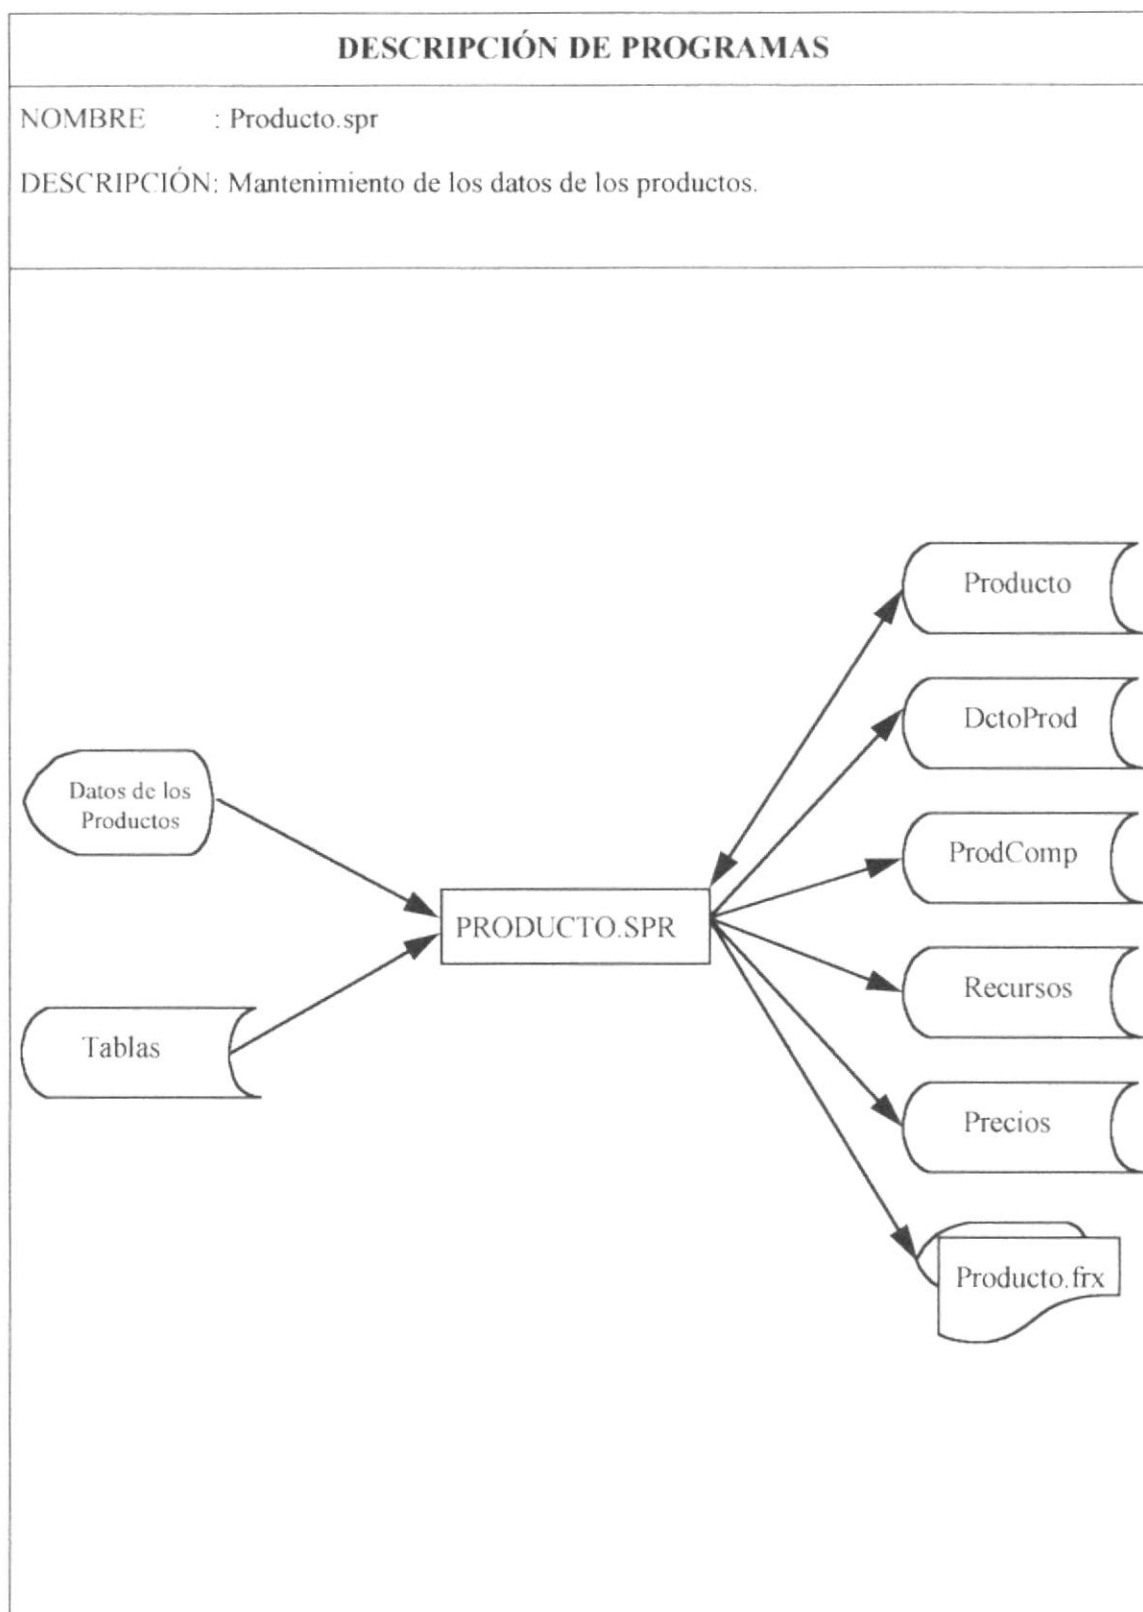 DESCRIPCIÓN DE PROGRAMAS
NOMBRE : Producto.spr
DESCRIPCIÓN: Mantenimiento de los datos de los productos.
Producto
DctoProd
Datos de los
Productos
ProdComp
PRODUCTO.SPR
Recursos
Tablas
Precios
Producto.frx